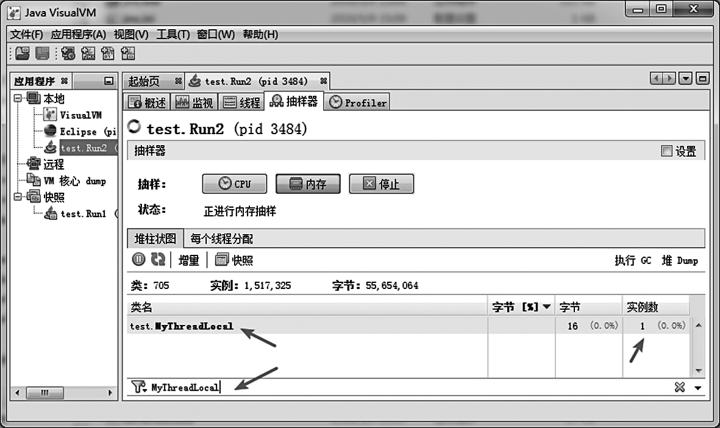 Java VisualVM
文件(F) 应用程序(A) 视图(V) 工具(T) 窗口(W) 帮助(H)
应用程序
本地
VisualVM
Eclipse (pi
test.Run2 (
远程
VM 核心 dump
快照
test.Run1 (
起始页 test.Run2 (pid 3484)
概述 监视 线程 抽样器 Profiler
test.Run2 (pid 3484)
抽样器 设置
抽样: CPU 内存 停止
状态: 正进行内存抽样
堆柱状图 每个线程分配
增量 快照 执行 GC 堆 Dump
类: 705 实例: 1,517,325 字节: 55,654,064
类名 字节 [%] 字节 实例数
test.MyThreadLocal 16 (0.0%) 1 (0.0%)
MyThreadLocal